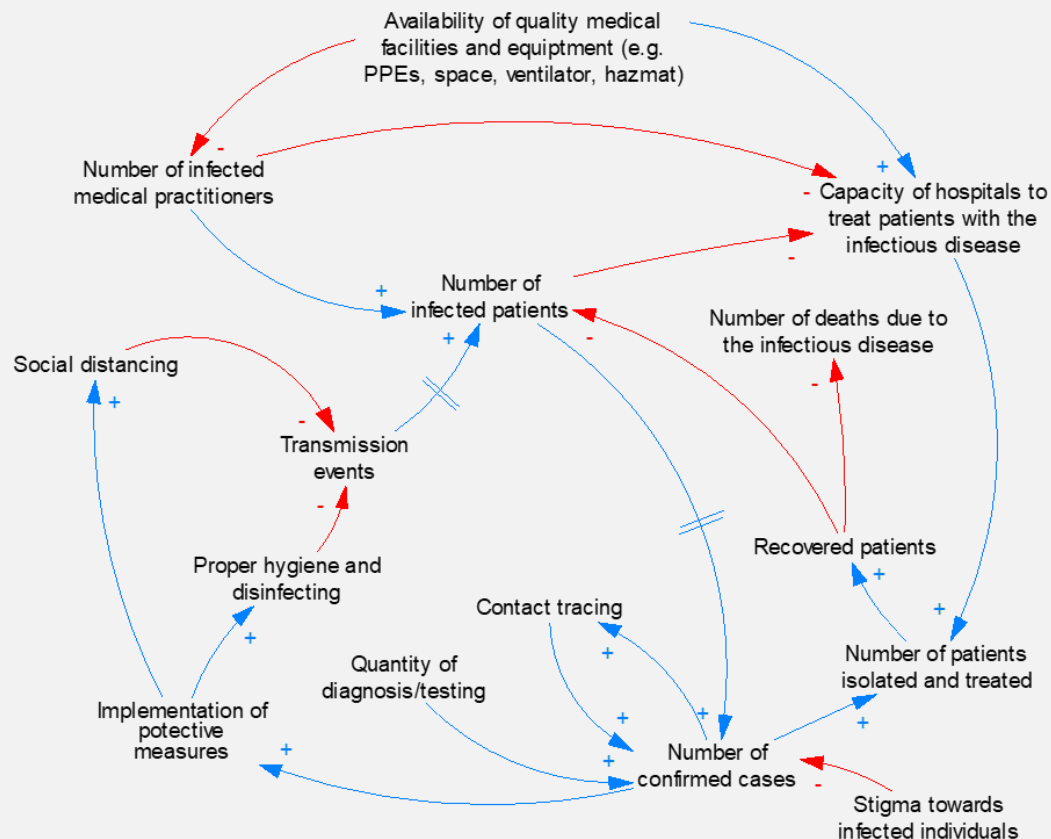 Availability of quality medical
facilities and equiptment (e.g.
PPEs, space, ventilator, hazmat)
-
Number of infected
medical practitioners
+
-
Capacity of hospitals to
treat patients with the
infectious disease
-
+
Number of
infected patients
+
-
Number of deaths due to
the infectious disease
-
Social distancing
+
-
Transmission
events
-
Proper hygiene and
disinfecting
+
Recovered patients
+
+
Contact tracing
+
Quantity of
diagnosis/testing
Number of patients
isolated and treated
+
Implementation of
potective
measures
+
+
+
+
Number of
confirmed cases
-
Stigma towards
infected individuals